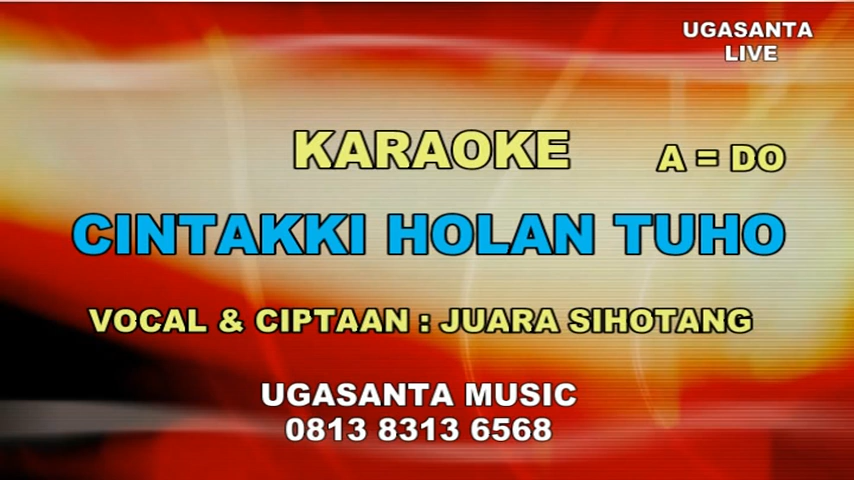 UGASANTA
LIVE
KARAOKE
A = DO
CINTAKKI HOLAN TUHO
VOCAL & CIPTAAN : JUARA SIHOTANG
UGASANTA MUSIC
0813 8313 6568